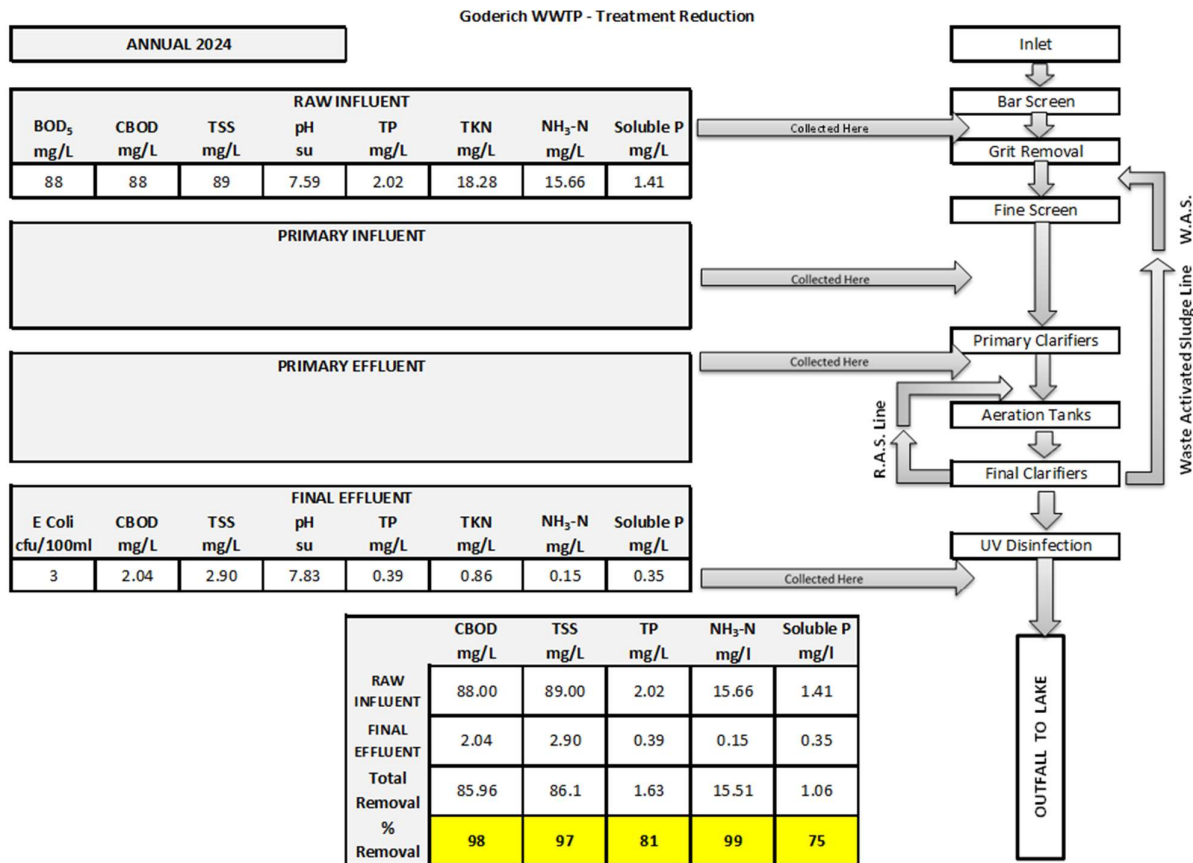 Goderich WWTP - Treatment Reduction
ANNUAL 2024
RAW INFLUENT
BOD₅ CBOD TSS pH TP TKN NH₃-N Soluble P
mg/L mg/L mg/L su mg/L mg/L mg/L mg/L
88 88 89 7.59 2.02 18.28 15.66 1.41
Collected Here
PRIMARY INFLUENT
Collected Here
PRIMARY EFFLUENT
Collected Here
FINAL EFFLUENT
E Coli CBOD TSS pH TP TKN NH₃-N Soluble P
cfu/100ml mg/L mg/L su mg/L mg/L mg/L mg/L
3 2.04 2.90 7.83 0.39 0.86 0.15 0.35
Collected Here
Inlet
Bar Screen
Grit Removal
Fine Screen
Primary Clarifiers
Aeration Tanks
Final Clarifiers
UV Disinfection
OUTFALL TO LAKE
R.A.S. Line
Waste Activated Sludge Line W.A.S.
CBOD TSS TP NH₃-N Soluble P
mg/L mg/L mg/L mg/l mg/l
RAW
INFLUENT 88.00 89.00 2.02 15.66 1.41
FINAL
EFFLUENT 2.04 2.90 0.39 0.15 0.35
Total
Removal 85.96 86.1 1.63 15.51 1.06
%
Removal 98 97 81 99 75